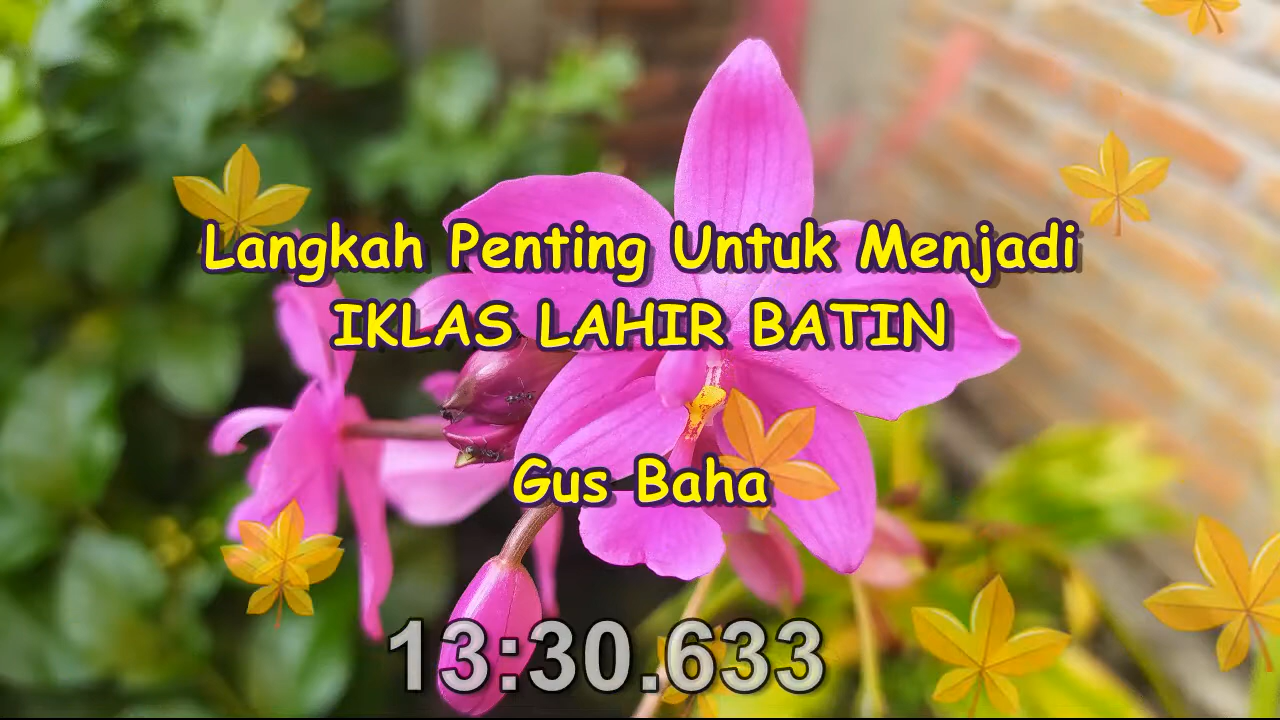 Langkah Penting Untuk Menjadi
IKLAS LAHIR BATIN
Gus Baha
13:30.633